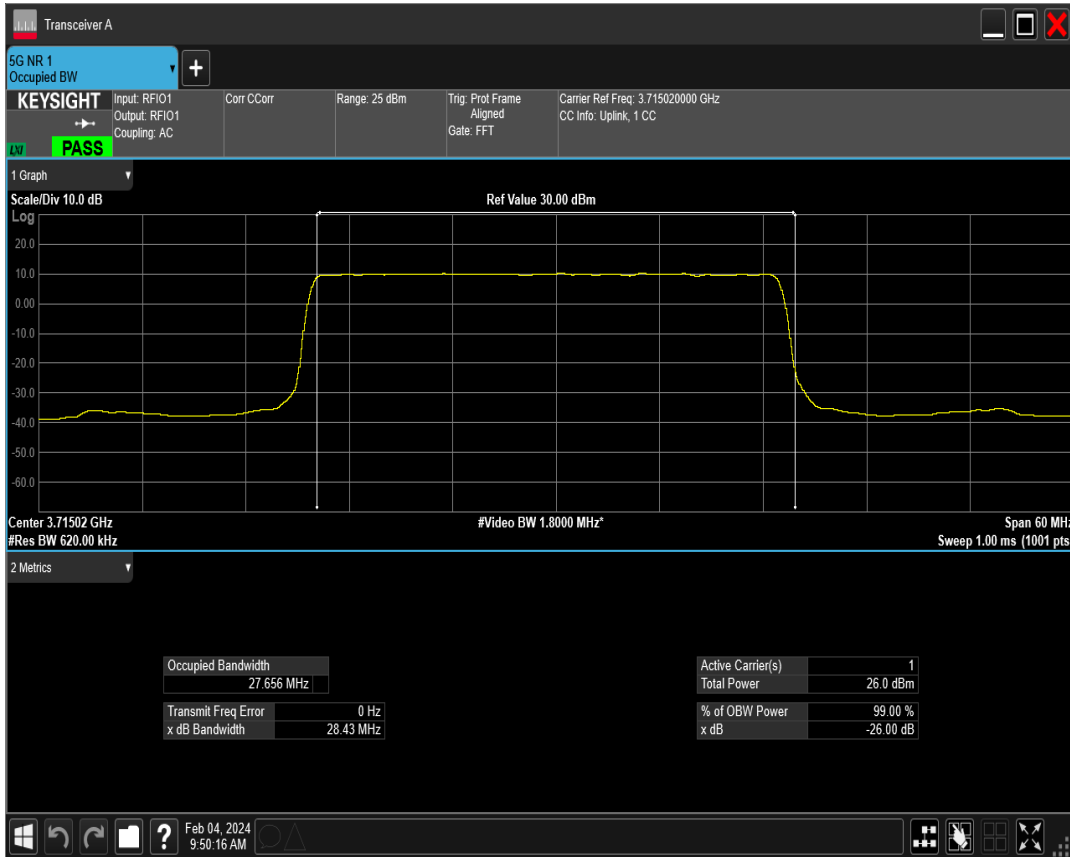 Transceiver A
5G NR 1
Occupied BW
KEYSIGHT
LXI
PASS
Input: RFIO1
Output: RFIO1
Coupling: AC
Corr CCorr
Range: 25 dBm
Trig: Prot Frame
Aligned
Gate: FFT
Carrier Ref Freq: 3.715020000 GHz
CC Info: Uplink, 1 CC
1 Graph
Scale/Div 10.0 dB
Ref Value 30.00 dBm
Log
20.0
10.0
0.00
-10.0
-20.0
-30.0
-40.0
-50.0
-60.0
Center 3.71502 GHz
#Video BW 1.8000 MHz*
Span 60 MHz
#Res BW 620.00 kHz
Sweep 1.00 ms (1001 pts
2 Metrics
Occupied Bandwidth
27.656 MHz
Transmit Freq Error 0 Hz
x dB Bandwidth 28.43 MHz
Active Carrier(s) 1
Total Power 26.0 dBm
% of OBW Power 99.00 %
x dB -26.00 dB
?
Feb 04, 2024
9:50:16 AM